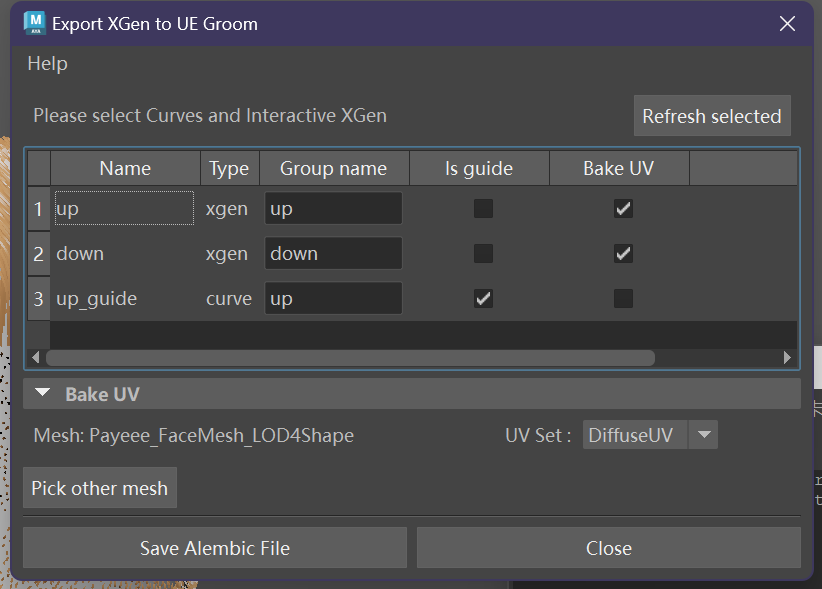 Export XGen to UE Groom
Help
Please select Curves and Interactive XGen
Refresh selected
Name Type Group name Is guide Bake UV
1 up xgen up
2 down xgen down
3 up_guide curve up
Bake UV
Mesh: Payeee_FaceMesh_LOD4Shape UV Set : DiffuseUV
Pick other mesh
Save Alembic File Close